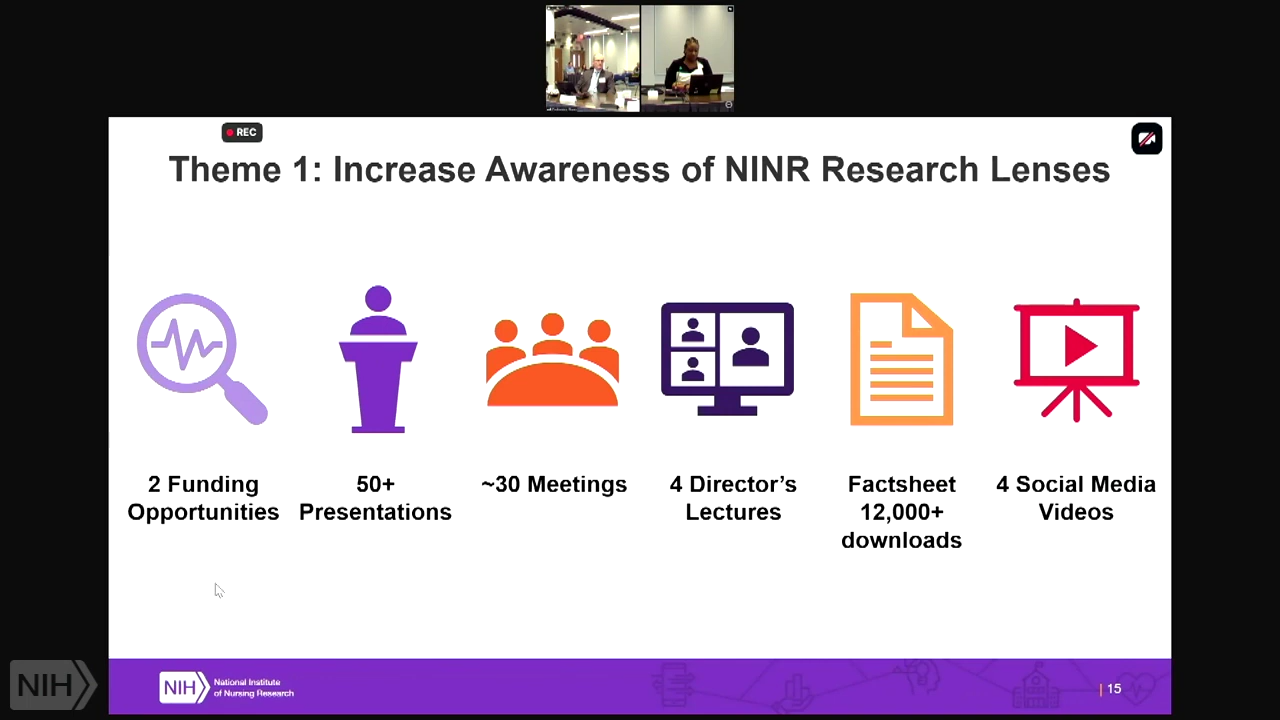 REC
Theme 1: Increase Awareness of NINR Research Lenses
2 Funding
Opportunities
50+
Presentations
~30 Meetings
4 Director’s
Lectures
Factsheet
12,000+
downloads
4 Social Media
Videos
NIH
NIH
National Institute
of Nursing Research
| 15